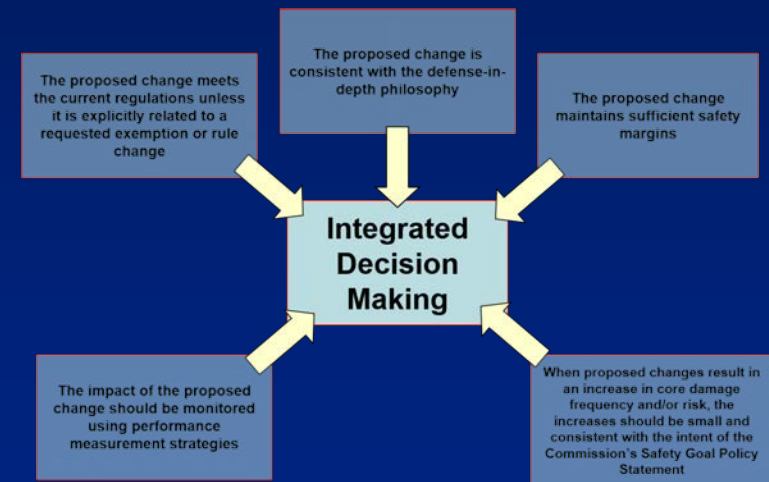 The proposed change meets
the current regulations unless
it is explicitly related to a
requested exemption or rule
change
The proposed change is
consistent with the defense-in-
depth philosophy
The proposed change
maintains sufficient safety
margins
Integrated
Decision
Making
The impact of the proposed
change should be monitored
using performance
measurement strategies
When proposed changes result in
an increase in core damage
frequency and/or risk, the
increases should be small and
consistent with the intent of the
Commission's Safety Goal Policy
Statement